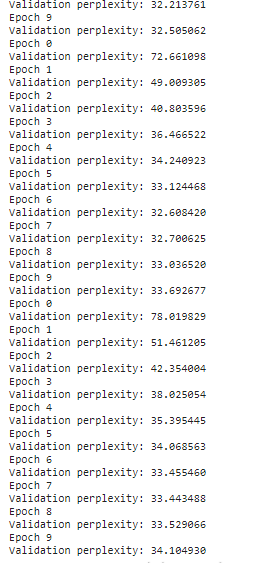 Validation perplexity: 32.213761
Epoch 9
Validation perplexity: 32.505062
Epoch 0
Validation perplexity: 72.661098
Epoch 1
Validation perplexity: 49.009305
Epoch 2
Validation perplexity: 40.803596
Epoch 3
Validation perplexity: 36.466522
Epoch 4
Validation perplexity: 34.240923
Epoch 5
Validation perplexity: 33.124468
Epoch 6
Validation perplexity: 32.608420
Epoch 7
Validation perplexity: 32.700625
Epoch 8
Validation perplexity: 33.036520
Epoch 9
Validation perplexity: 33.692677
Epoch 0
Validation perplexity: 78.019829
Epoch 1
Validation perplexity: 51.461205
Epoch 2
Validation perplexity: 42.354004
Epoch 3
Validation perplexity: 38.025054
Epoch 4
Validation perplexity: 35.395445
Epoch 5
Validation perplexity: 34.068563
Epoch 6
Validation perplexity: 33.455460
Epoch 7
Validation perplexity: 33.443488
Epoch 8
Validation perplexity: 33.529066
Epoch 9
Validation perplexity: 34.104930